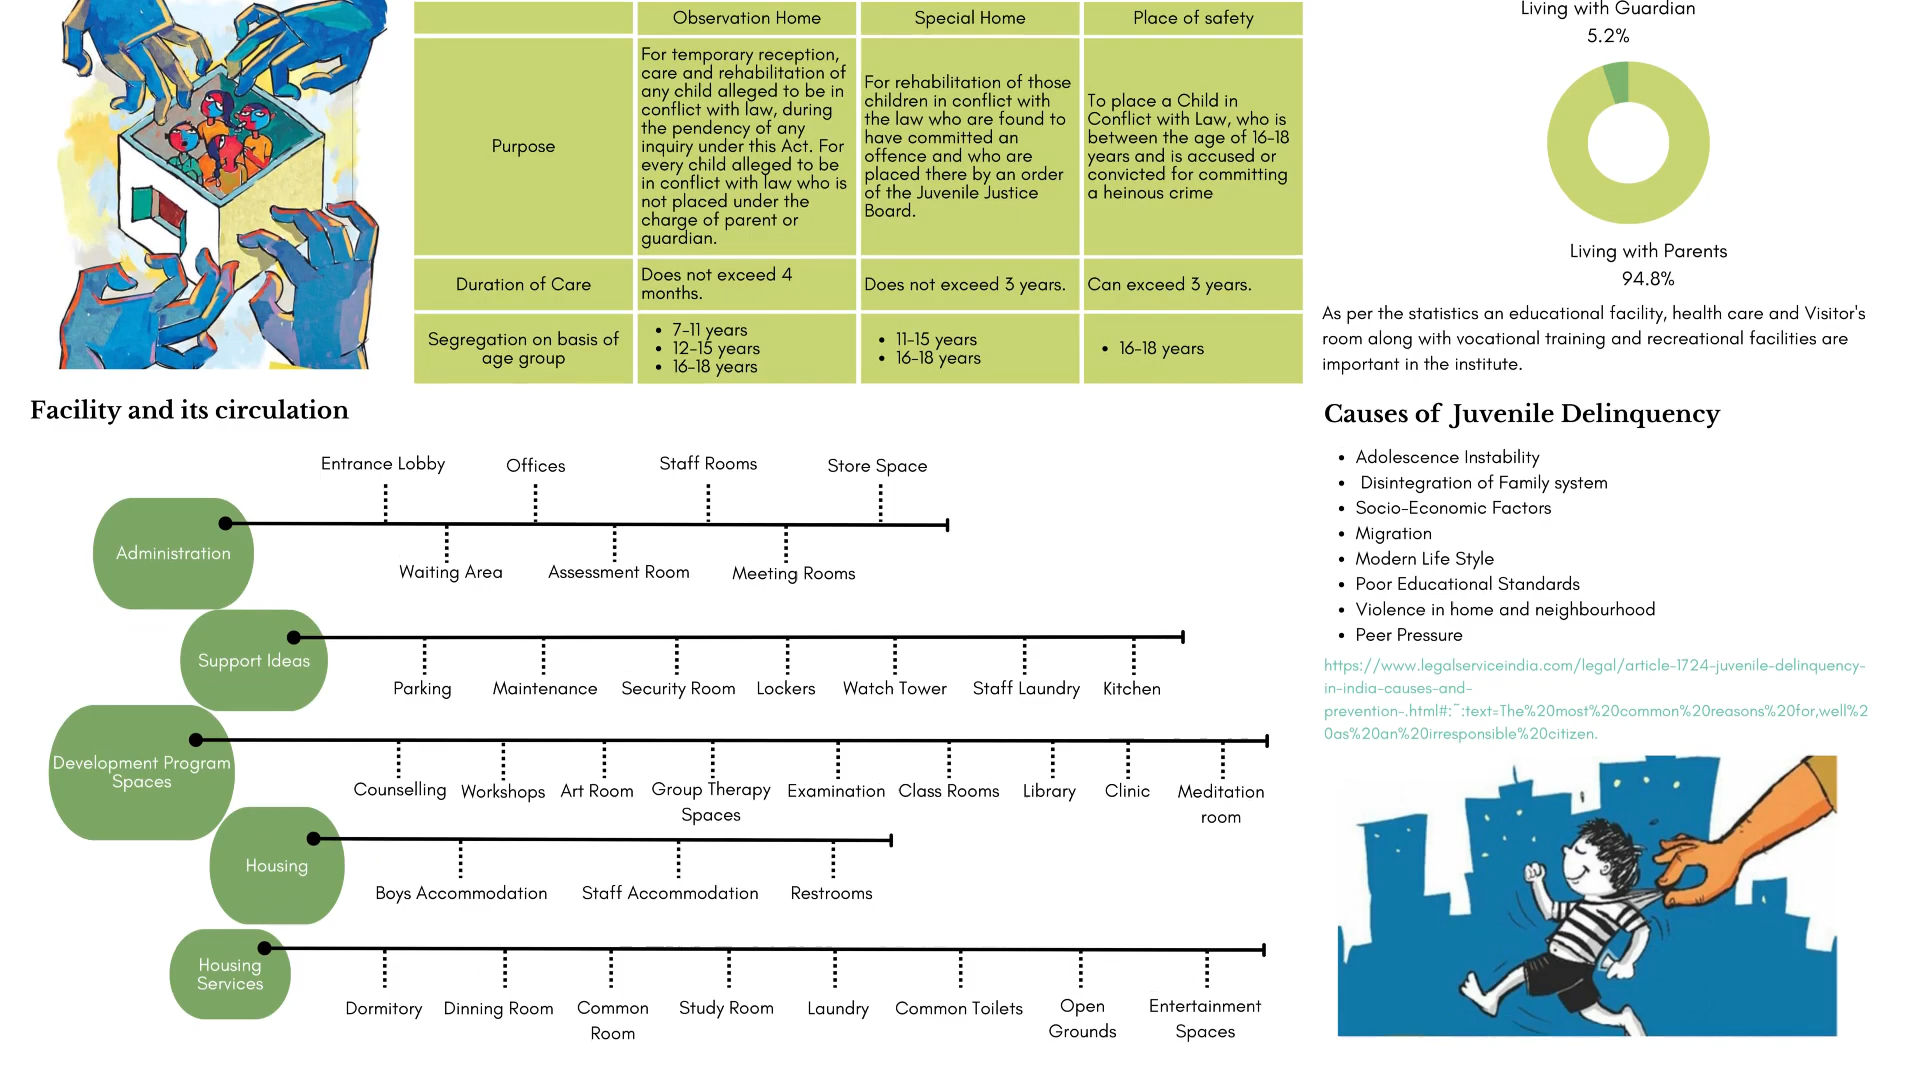 Observation Home
Special Home
Place of safety
Purpose
For temporary reception,
care and rehabilitation of
any child alleged to be in
conflict with law, during
the pendency of any
inquiry under this Act. For
every child alleged to be
in conflict with law who is
not placed under the
charge of parent or
guardian.
For rehabilitation of those
children in conflict with
the law who are found to
have committed an
offence and who are
placed there by an order
of the Juvenile Justice
Board.
To place a Child in
Conflict with Law, who is
between the age of 16-18
years and is accused or
convicted for committing
a heinous crime
Duration of Care
Does not exceed 4
months.
Does not exceed 3 years.
Can exceed 3 years.
Segregation on basis of
age group
• 7-11 years
• 12-15 years
• 16-18 years
• 11-15 years
• 16-18 years
• 16-18 years
Living with Guardian
5.2%
Living with Parents
94.8%
As per the statistics an educational facility, health care and Visitor's
room along with vocational training and recreational facilities are
important in the institute.
Facility and its circulation
Administration
Entrance Lobby
Offices
Staff Rooms
Store Space
Waiting Area
Assessment Room
Meeting Rooms
Support Ideas
Parking
Maintenance
Security Room
Lockers
Watch Tower
Staff Laundry
Kitchen
Development Program
Spaces
Counselling
Workshops
Art Room
Group Therapy
Spaces
Examination
Class Rooms
Library
Clinic
Meditation
room
Housing
Boys Accommodation
Staff Accommodation
Restrooms
Housing
Services
Dormitory
Dinning Room
Common
Room
Study Room
Laundry
Common Toilets
Open
Grounds
Entertainment
Spaces
Causes of Juvenile Delinquency
• Adolescence Instability
• Disintegration of Family system
• Socio-Economic Factors
• Migration
• Modern Life Style
• Poor Educational Standards
• Violence in home and neighbourhood
• Peer Pressure
https://www.legalserviceindia.com/legal/article-1724-juvenile-delinquency-
in-india-causes-and-
prevention-.html#:~:text=The%20most%20common%20reasons%20for,well%2
0as%20an%20irresponsible%20citizen.